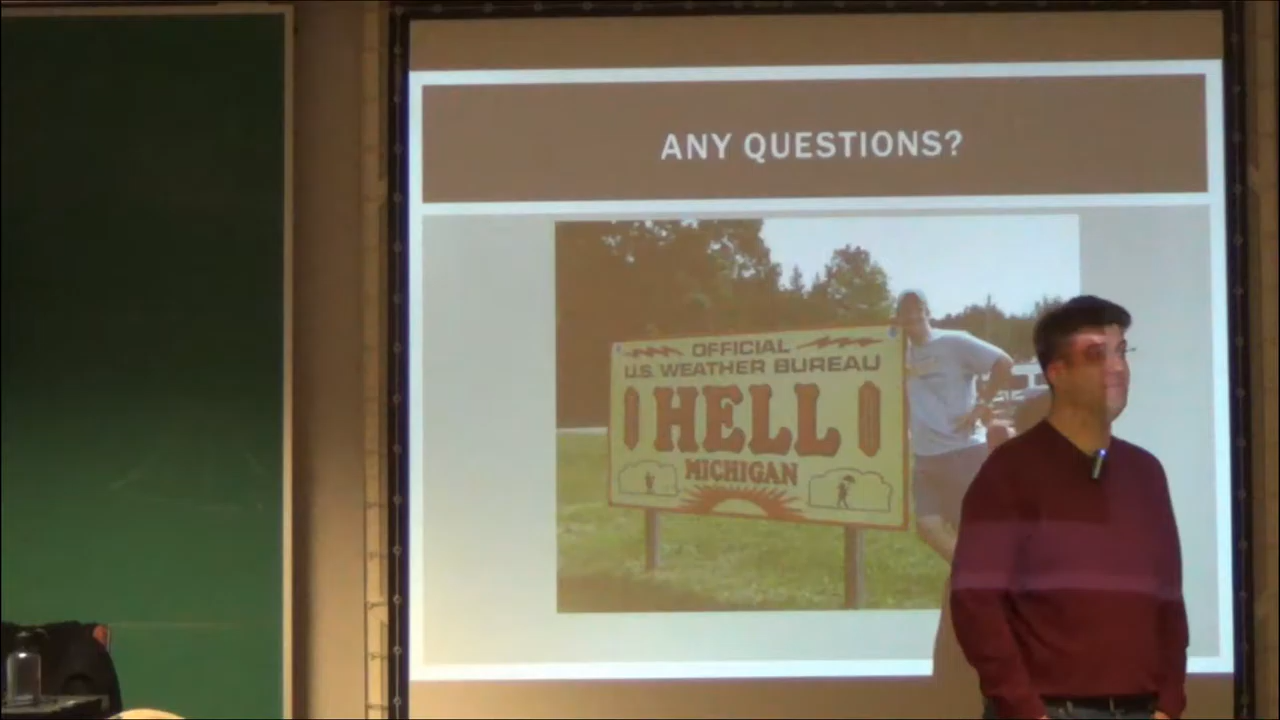 ANY QUESTIONS?
OFFICIAL
U.S. WEATHER BUREAU
HELL
MICHIGAN